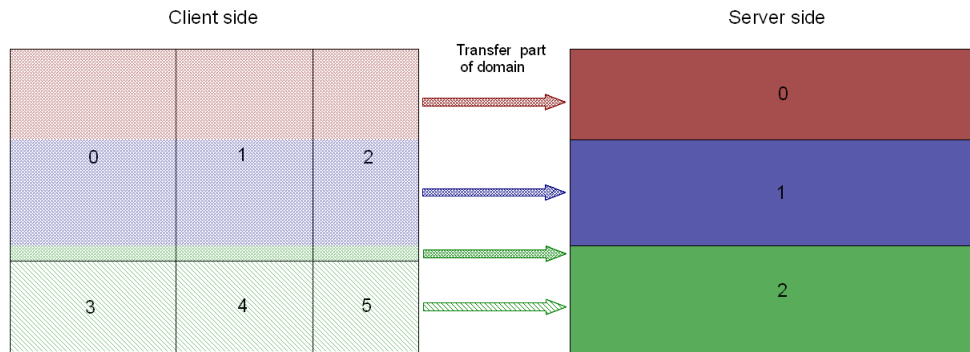 Client side
Server side
Transfer part
of domain
0
0
1
2
1
2
3
4
5